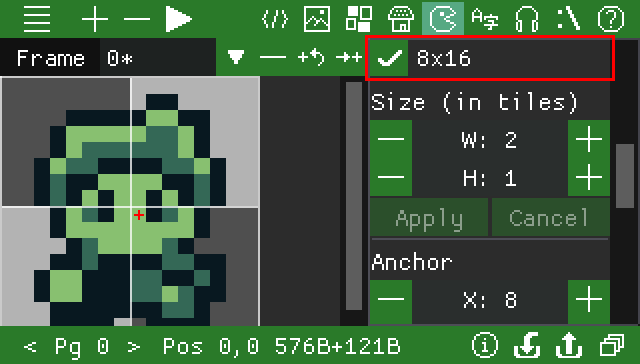 Frame 0*
8x16
Size (in tiles)
W: 2
H: 1
Apply Cancel
Anchor
X: 8
< Pg 0 > Pos 0,0 576B+121B